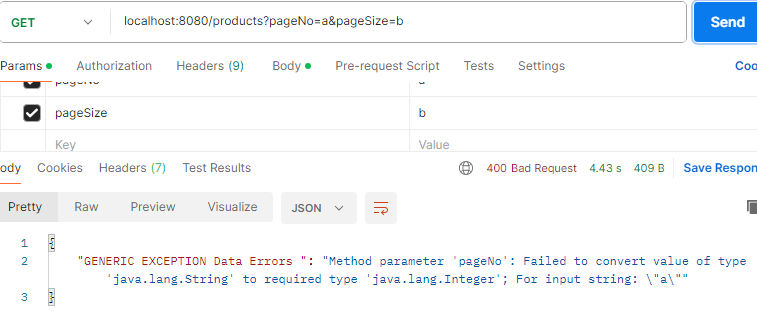 GET localhost:8080/products?pageNo=a&pageSize=b Send
Params Authorization Headers (9) Body Pre-request Script Tests Settings Coo
pageNo a
pageSize b
Key Value
ody Cookies Headers (7) Test Results 400 Bad Request 4.43 s 409 B Save Respon
Pretty Raw Preview Visualize JSON
1 {
2 "GENERIC EXCEPTION Data Errors ": "Method parameter 'pageNo': Failed to convert value of type
'java.lang.String' to required type 'java.lang.Integer'; For input string: \"a\""
3 }